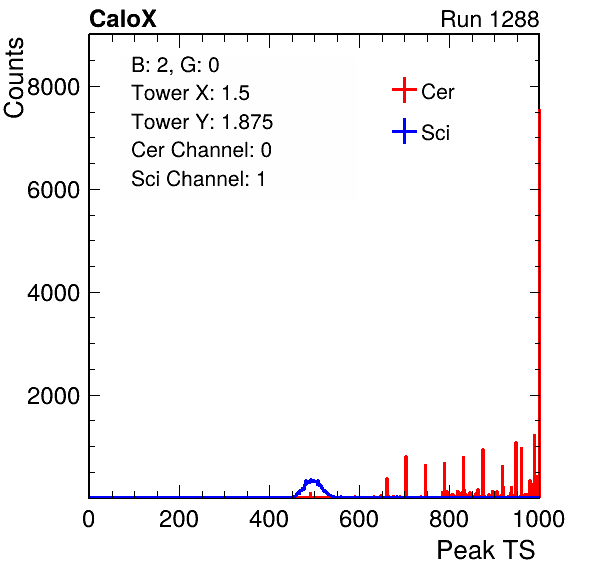 CaloX Run 1288
Counts
B: 2, G: 0
Tower X: 1.5
Tower Y: 1.875
Cer Channel: 0
Sci Channel: 1
Cer
Sci
8000
6000
4000
2000
0 200 400 600 800 1000
Peak TS